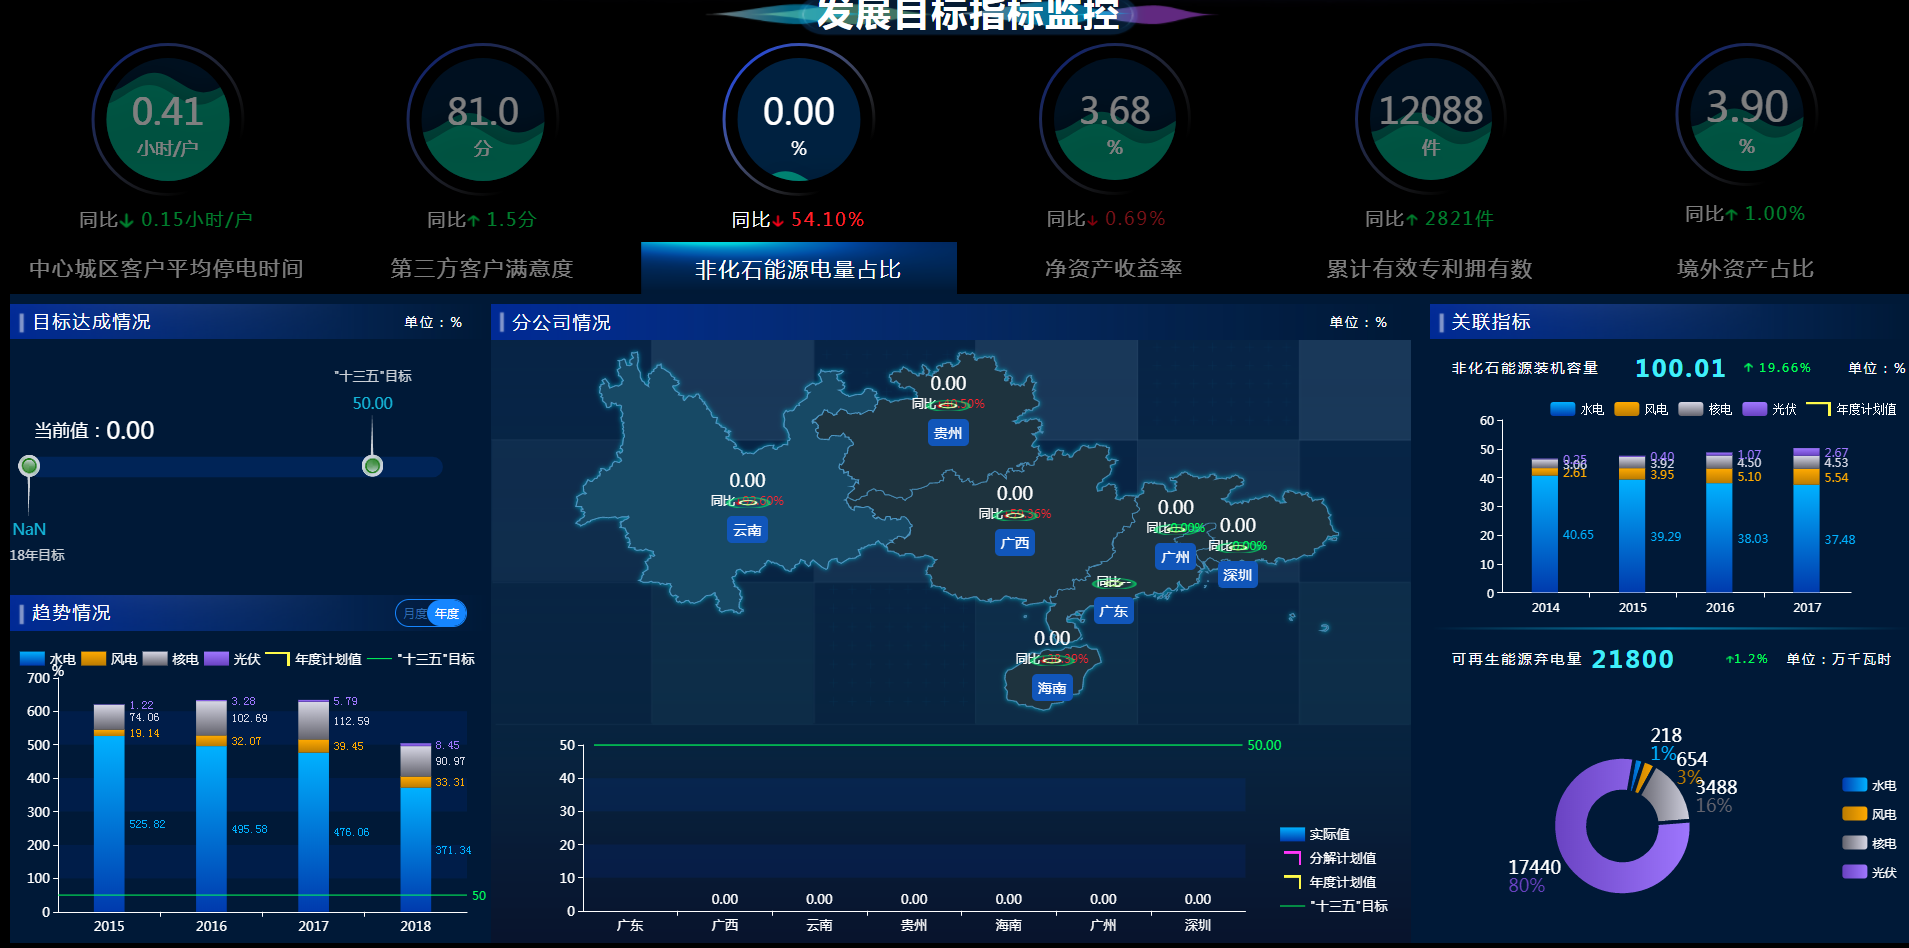 发展目标指标监控
0.41
小时/户
同比↓ 0.15小时/户
中心城区客户平均停电时间
81.0
分
同比↑ 1.5分
第三方客户满意度
0.00
%
同比↓ 54.10%
非化石能源电量占比
3.68
%
同比↓ 0.69%
净资产收益率
12088
件
同比↑ 2821件
累计有效专利拥有数
3.90
%
同比↑ 1.00%
境外资产占比
目标达成情况
单位：%
"十三五"目标
50.00
当前值：0.00
NaN
18年目标
趋势情况
月度 年度
水电 风电 核电 光伏 年度计划值 "十三五"目标
%
700
600
500
400
300
200
100
0
1.22
74.06
19.14
525.82
3.28
102.69
32.07
495.58
5.79
112.59
39.45
476.06
8.45
90.97
33.31
371.34
50
2015 2016 2017 2018
分公司情况
单位：%
0.00
同比
贵州
0.00
同比
云南
0.00
同比
广西
0.00
同比0.00%
广州
0.00
同比0.00%
深圳
同比--
广东
0.00
同比
海南
50
40
30
20
10
0
50.00
0.00 0.00 0.00 0.00 0.00 0.00
广东 广西 云南 贵州 海南 广州 深圳
实际值
分解计划值
年度计划值
"十三五"目标
关联指标
非化石能源装机容量 100.01 ↑ 19.66% 单位：%
水电 风电 核电 光伏 年度计划值
60
50
40
30
20
10
0
0.25
3.06
2.61
40.65
0.40
3.92
3.95
39.29
1.07
4.50
5.10
38.03
2.67
4.53
5.54
37.48
2014 2015 2016 2017
可再生能源弃电量 21800 ↑1.2% 单位：万千瓦时
218
1%
654
3%
3488
16%
17440
80%
水电
风电
核电
光伏